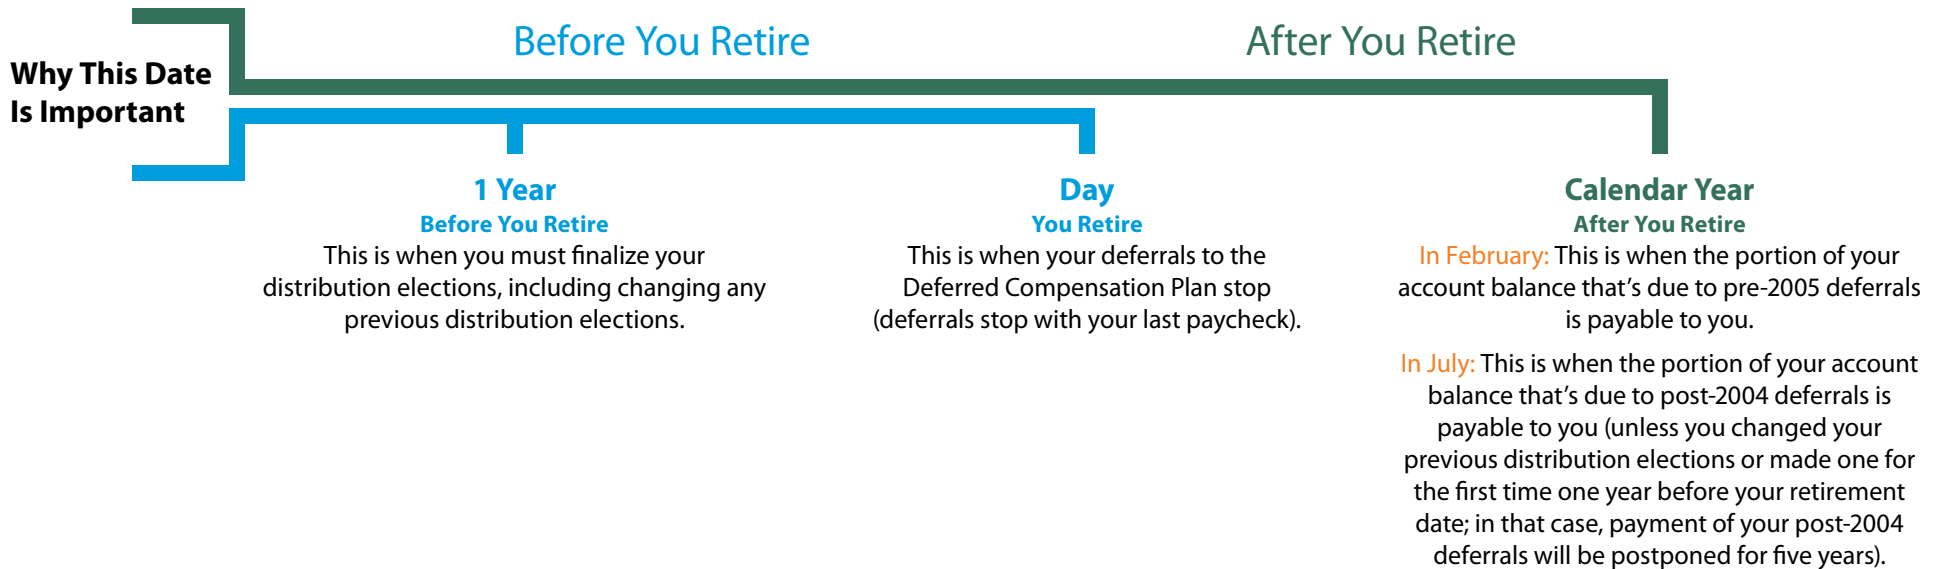 Why This Date
Is Important
Before You Retire
After You Retire
1 Year
Before You Retire
This is when you must finalize your
distribution elections, including changing any
previous distribution elections.
Day
You Retire
This is when your deferrals to the
Deferred Compensation Plan stop
(deferrals stop with your last paycheck).
Calendar Year
After You Retire
In February: This is when the portion of your
account balance that’s due to pre-2005 deferrals
is payable to you.
In July: This is when the portion of your account
balance that’s due to post-2004 deferrals is
payable to you (unless you changed your
previous distribution elections or made one for
the first time one year before your retirement
date; in that case, payment of your post-2004
deferrals will be postponed for five years).